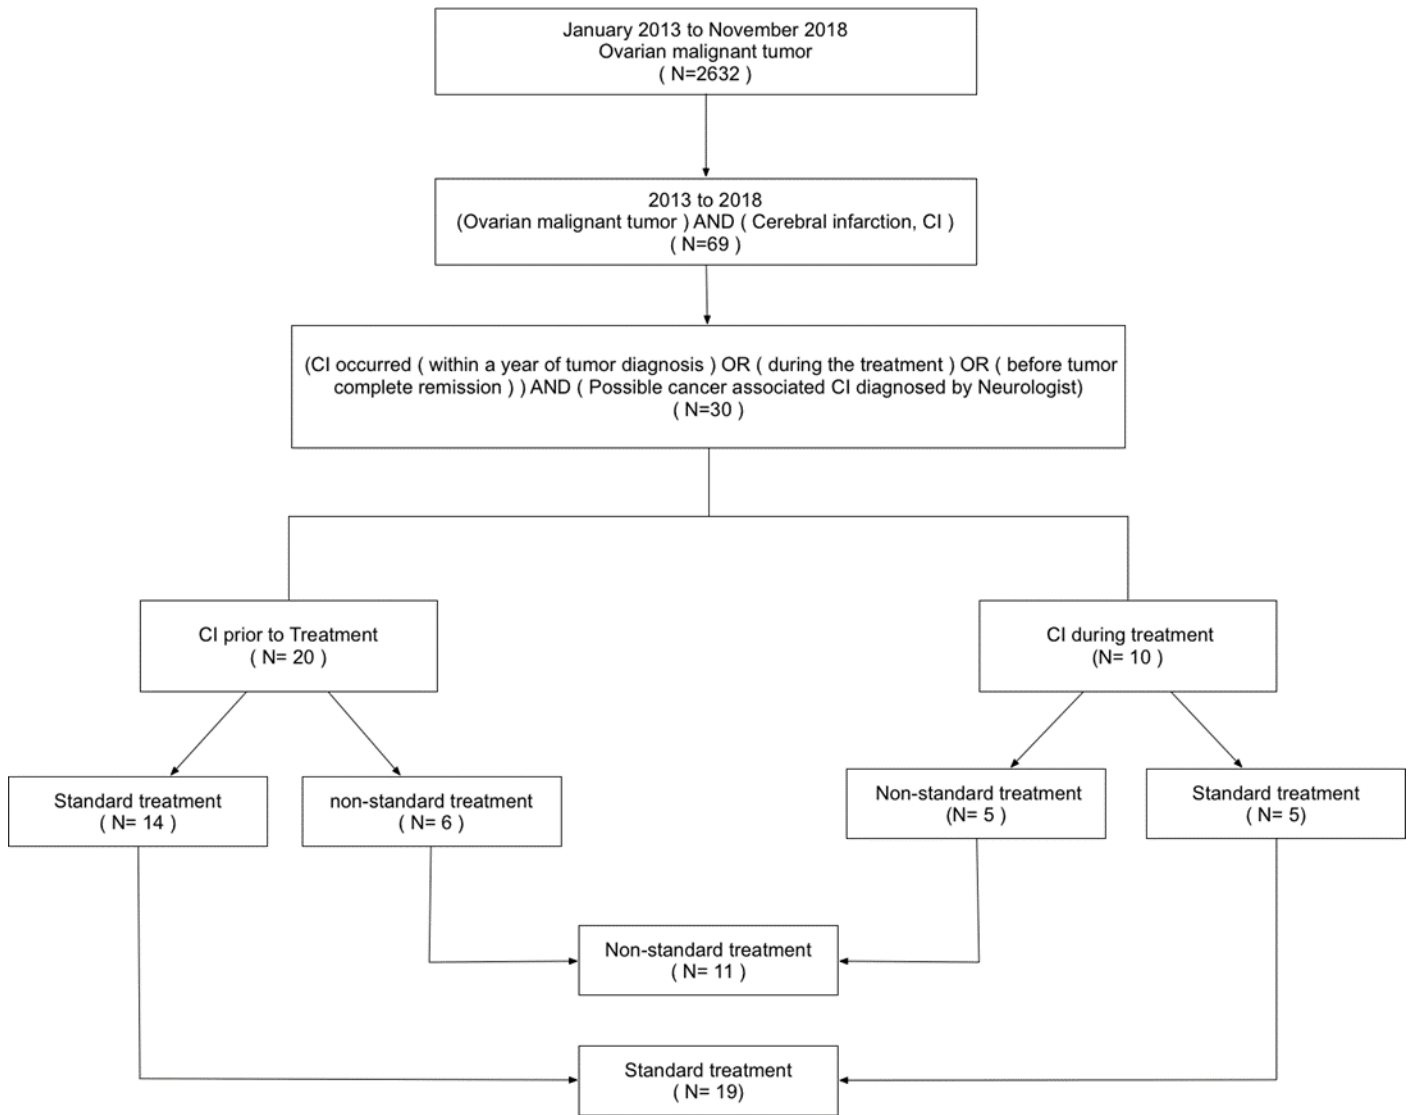 January 2013 to November 2018
Ovarian malignant tumor
( N=2632 )
2013 to 2018
(Ovarian malignant tumor ) AND ( Cerebral infarction, CI )
( N=69 )
(CI occurred ( within a year of tumor diagnosis ) OR ( during the treatment ) OR ( before tumor
complete remission ) ) AND ( Possible cancer associated CI diagnosed by Neurologist)
( N=30 )
CI prior to Treatment
( N= 20 )
CI during treatment
(N= 10 )
Standard treatment
( N= 14 )
non-standard treatment
( N= 6 )
Non-standard treatment
(N= 5 )
Standard treatment
( N= 5)
Non-standard treatment
( N= 11 )
Standard treatment
( N= 19)